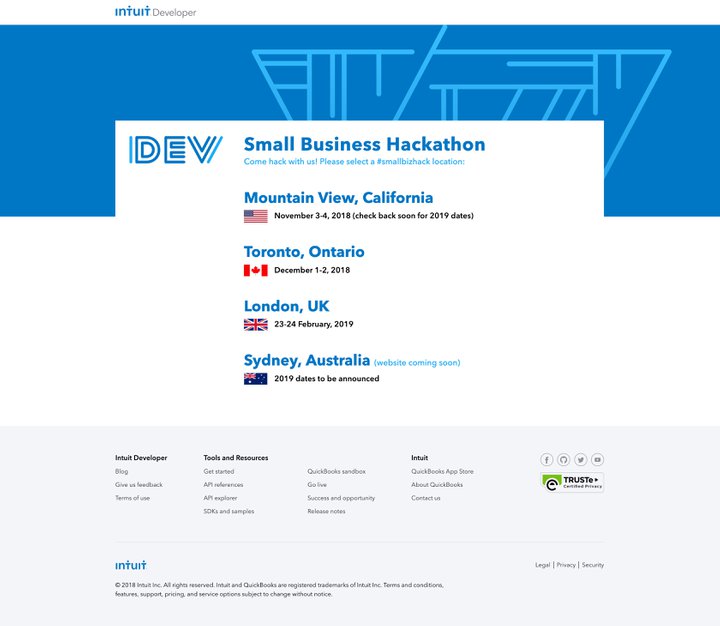 intuit Developer
DEV
Small Business Hackathon
Come hack with us! Please select a #smallbizhack location:
Mountain View, California
November 3-4, 2018 (check back soon for 2019 dates)
Toronto, Ontario
December 1-2, 2018
London, UK
23-24 February, 2019
Sydney, Australia (website coming soon)
2019 dates to be announced
Intuit Developer
Blog
Give us feedback
Terms of use
Tools and Resources
Get started
API references
API explorer
SDKs and samples
QuickBooks sandbox
Go live
Success and opportunity
Release notes
Intuit
QuickBooks App Store
About QuickBooks
Contact us
TRUSTe
Certified Privacy
intuit
Legal | Privacy | Security
© 2018 Intuit Inc. All rights reserved. Intuit and QuickBooks are registered trademarks of Intuit Inc. Terms and conditions,
features, support, pricing, and service options subject to change without notice.